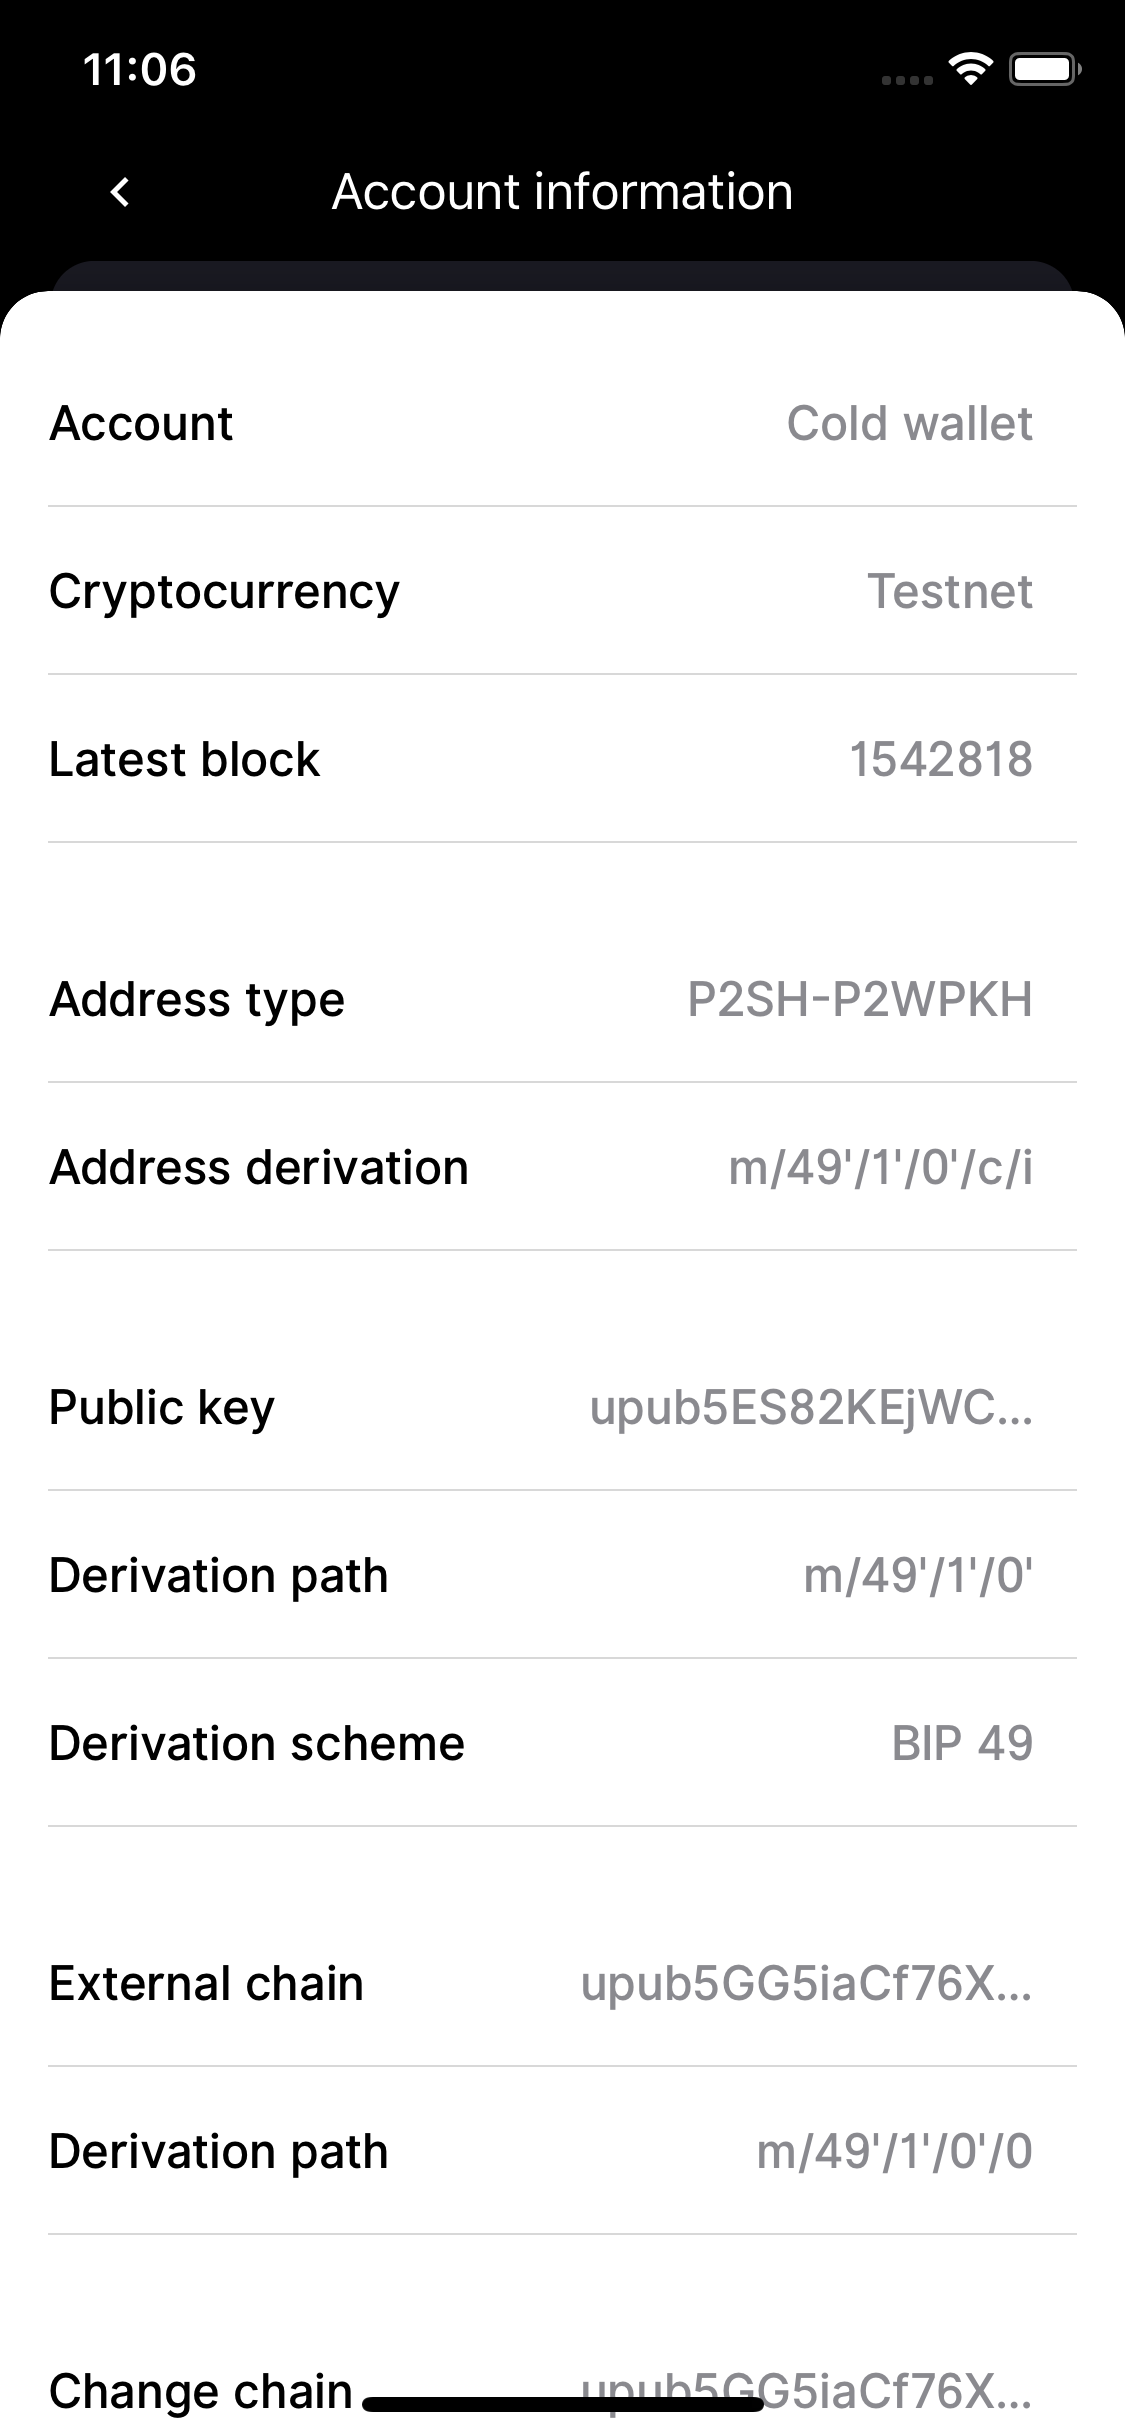 11:06
Account information
Account Cold wallet
Cryptocurrency Testnet
Latest block 1542818
Address type P2SH-P2WPKH
Address derivation m/49'/1'/0'/c/i
Public key upub5ES82KEjWC...
Derivation path m/49'/1'/0'
Derivation scheme BIP 49
External chain upub5GG5iaCf76X...
Derivation path m/49'/1'/0'/0
Change chain upub5GG5iaCf76X...